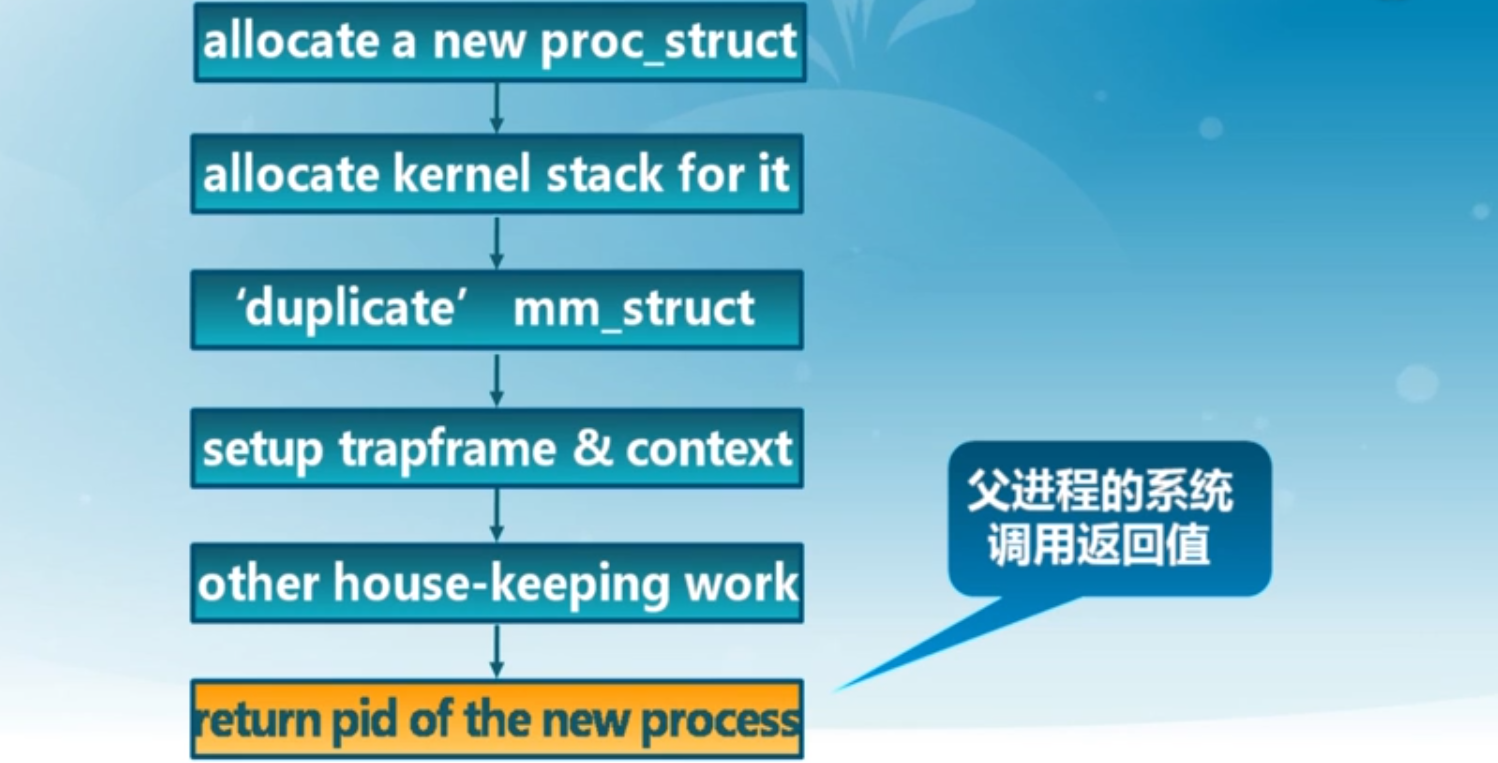 allocate a new proc_struct
allocate kernel stack for it
‘duplicate’ mm_struct
setup trapframe & context
other house-keeping work
父进程的系统
调用返回值
return pid of the new process